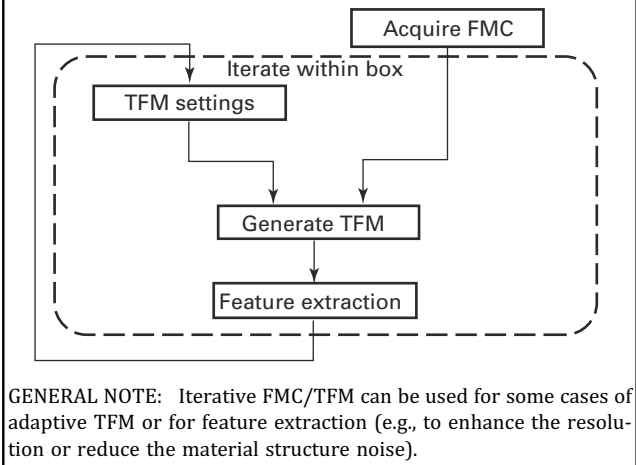 Acquire FMC
Iterate within box
TFM settings
Generate TFM
Feature extraction
GENERAL NOTE: Iterative FMC/TFM can be used for some cases of
adaptive TFM or for feature extraction (e.g., to enhance the resolu-
tion or reduce the material structure noise).